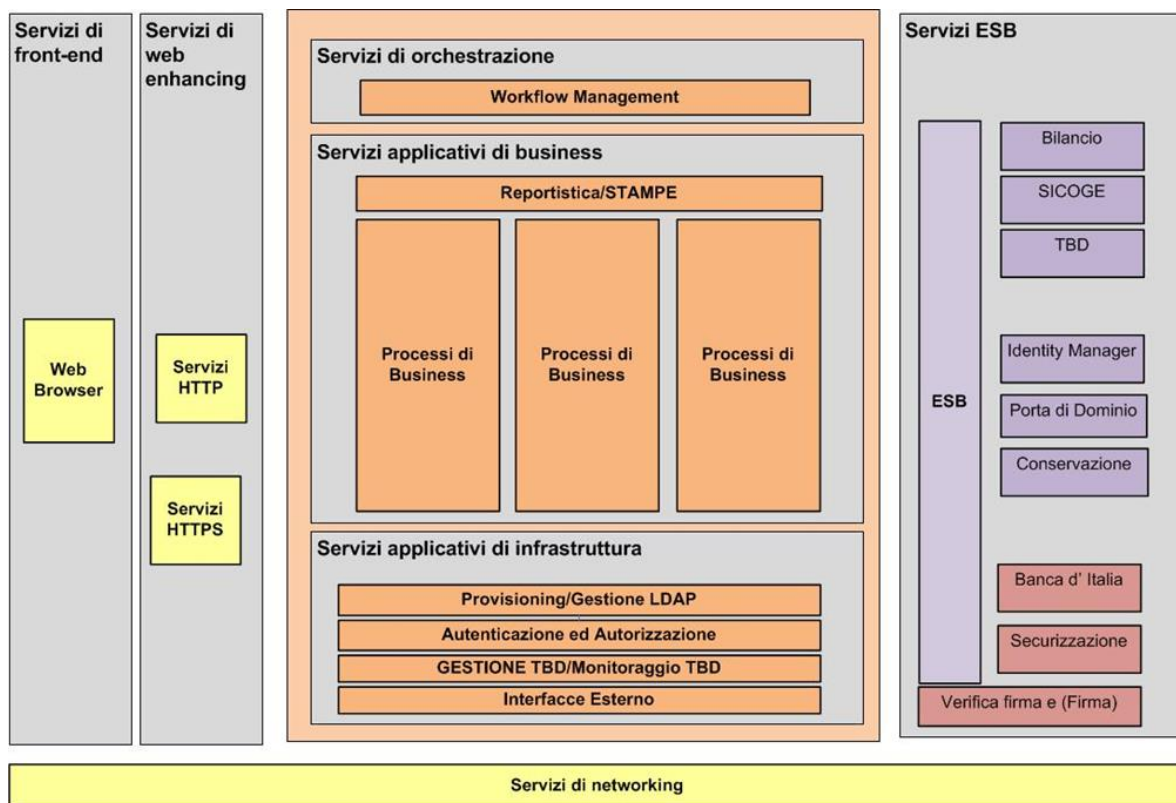 Servizi di
front-end
Web
Browser
Servizi di
web
enhancing
Servizi
HTTP
Servizi
HTTPS
Servizi di orchestrazione
Workflow Management
Servizi applicativi di business
Reportistica/STAMPE
Processi di
Business
Processi di
Business
Processi di
Business
Servizi applicativi di infrastruttura
Provisioning/Gestione LDAP
Autenticazione ed Autorizzazione
GESTIONE TBD/Monitoraggio TBD
Interfacce Esterno
Servizi ESB
ESB
Bilancio
SICOGE
TBD
Identity Manager
Porta di Dominio
Conservazione
Banca d' Italia
Securizzazione
Verifica firma e (Firma)
Servizi di networking